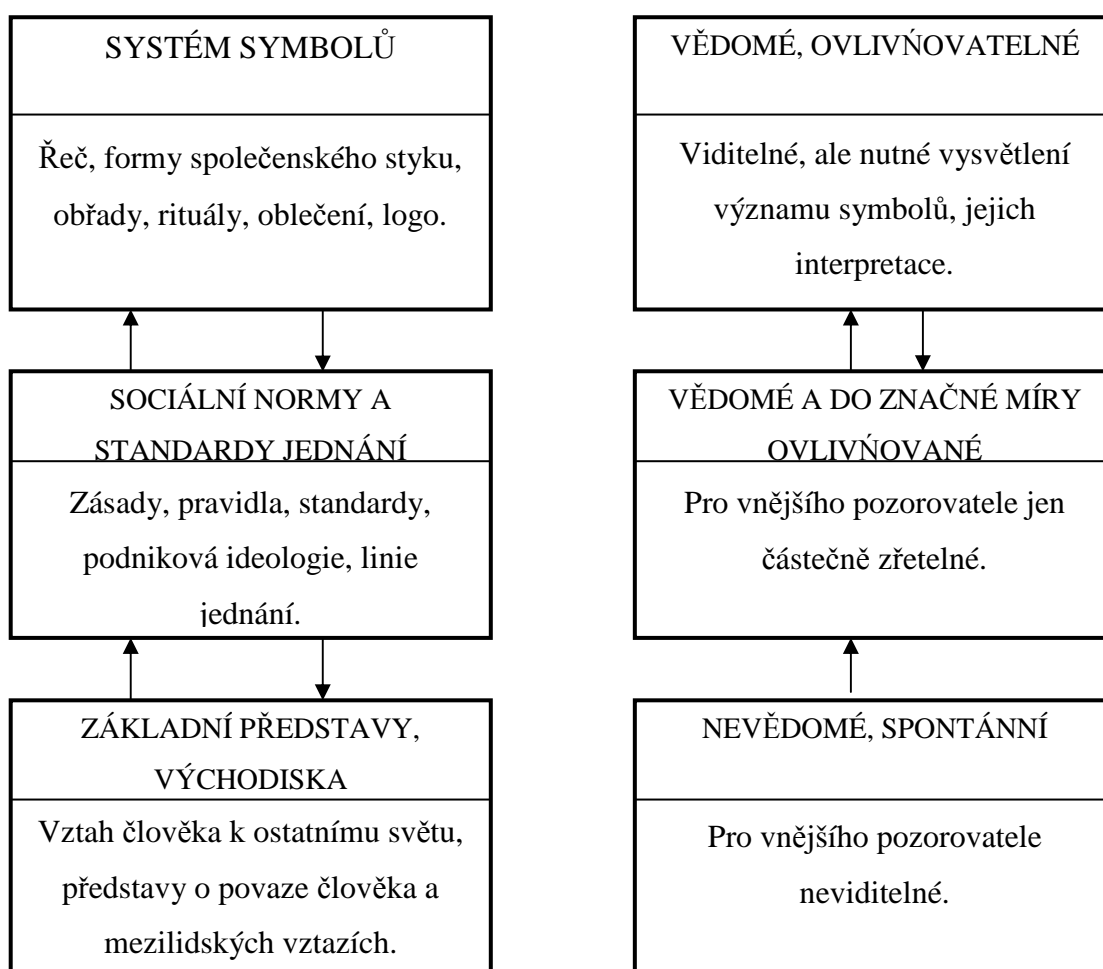 SYSTÉM SYMBOLŮ
Řeč, formy společenského styku,
obřady, rituály, oblečení, logo.
VĚDOMÉ, OVLIVŃOVATELNÉ
Viditelné, ale nutné vysvětlení
významu symbolů, jejich
interpretace.
SOCIÁLNÍ NORMY A
STANDARDY JEDNÁNÍ
Zásady, pravidla, standardy,
podniková ideologie, linie
jednání.
VĚDOMÉ A DO ZNAČNÉ MÍRY
OVLIVŃOVANÉ
Pro vnějšího pozorovatele jen
částečně zřetelné.
ZÁKLADNÍ PŘEDSTAVY,
VÝCHODISKA
Vztah člověka k ostatnímu světu,
představy o povaze člověka a
mezilidských vztazích.
NEVĚDOMÉ, SPONTÁNNÍ
Pro vnějšího pozorovatele
neviditelné.